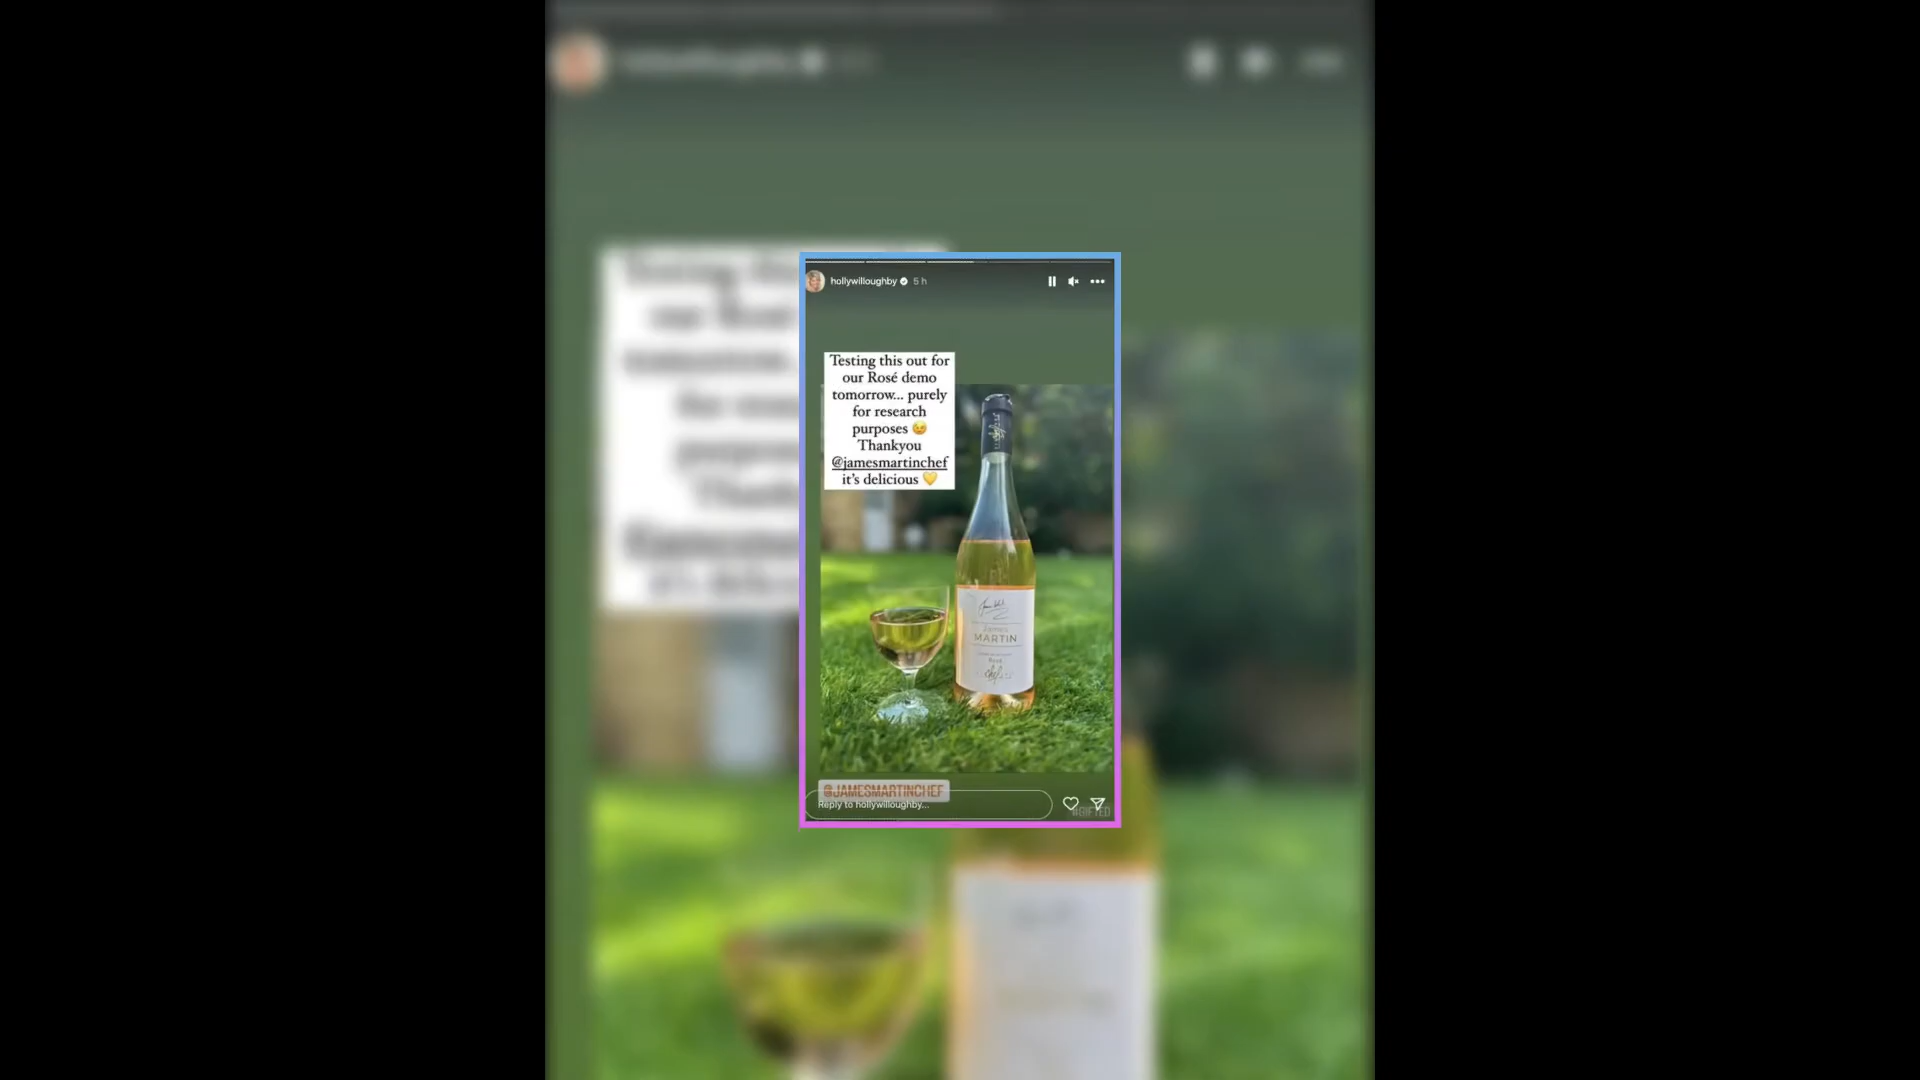 hollywilloughby 5 h
Testing this out for
our Rosé demo
tomorrow... purely
for research
purposes 😉
Thankyou
@jamesmartinchef
it's delicious 💛
James
MARTIN
Rosé
@JAMESMARTINCHEF
Reply to hollywilloughby...
#GIFTED